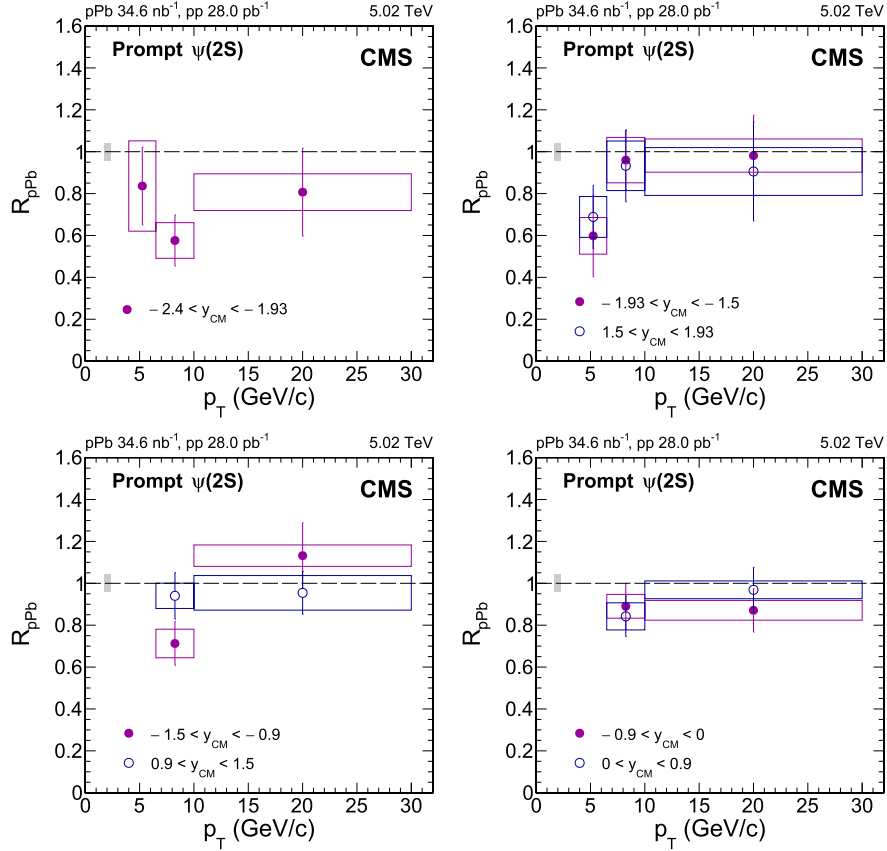 pPb 34.6 nb⁻¹, pp 28.0 pb⁻¹ 5.02 TeV
Prompt ψ(2S) CMS
R_pPb
1.6
1.4
1.2
1
0.8
0.6
0.4
0.2
0
− 2.4 < y_CM < −1.93
0 5 10 15 20 25 30
p_T (GeV/c)
pPb 34.6 nb⁻¹, pp 28.0 pb⁻¹ 5.02 TeV
Prompt ψ(2S) CMS
R_pPb
1.6
1.4
1.2
1
0.8
0.6
0.4
0.2
0
− 1.93 < y_CM < − 1.5
1.5 < y_CM < 1.93
0 5 10 15 20 25 30
p_T (GeV/c)
pPb 34.6 nb⁻¹, pp 28.0 pb⁻¹ 5.02 TeV
Prompt ψ(2S) CMS
R_pPb
1.6
1.4
1.2
1
0.8
0.6
0.4
0.2
0
− 1.5 < y_CM < − 0.9
0.9 < y_CM < 1.5
0 5 10 15 20 25 30
p_T (GeV/c)
pPb 34.6 nb⁻¹, pp 28.0 pb⁻¹ 5.02 TeV
Prompt ψ(2S) CMS
R_pPb
1.6
1.4
1.2
1
0.8
0.6
0.4
0.2
0
− 0.9 < y_CM < 0
0 < y_CM < 0.9
0 5 10 15 20 25 30
p_T (GeV/c)